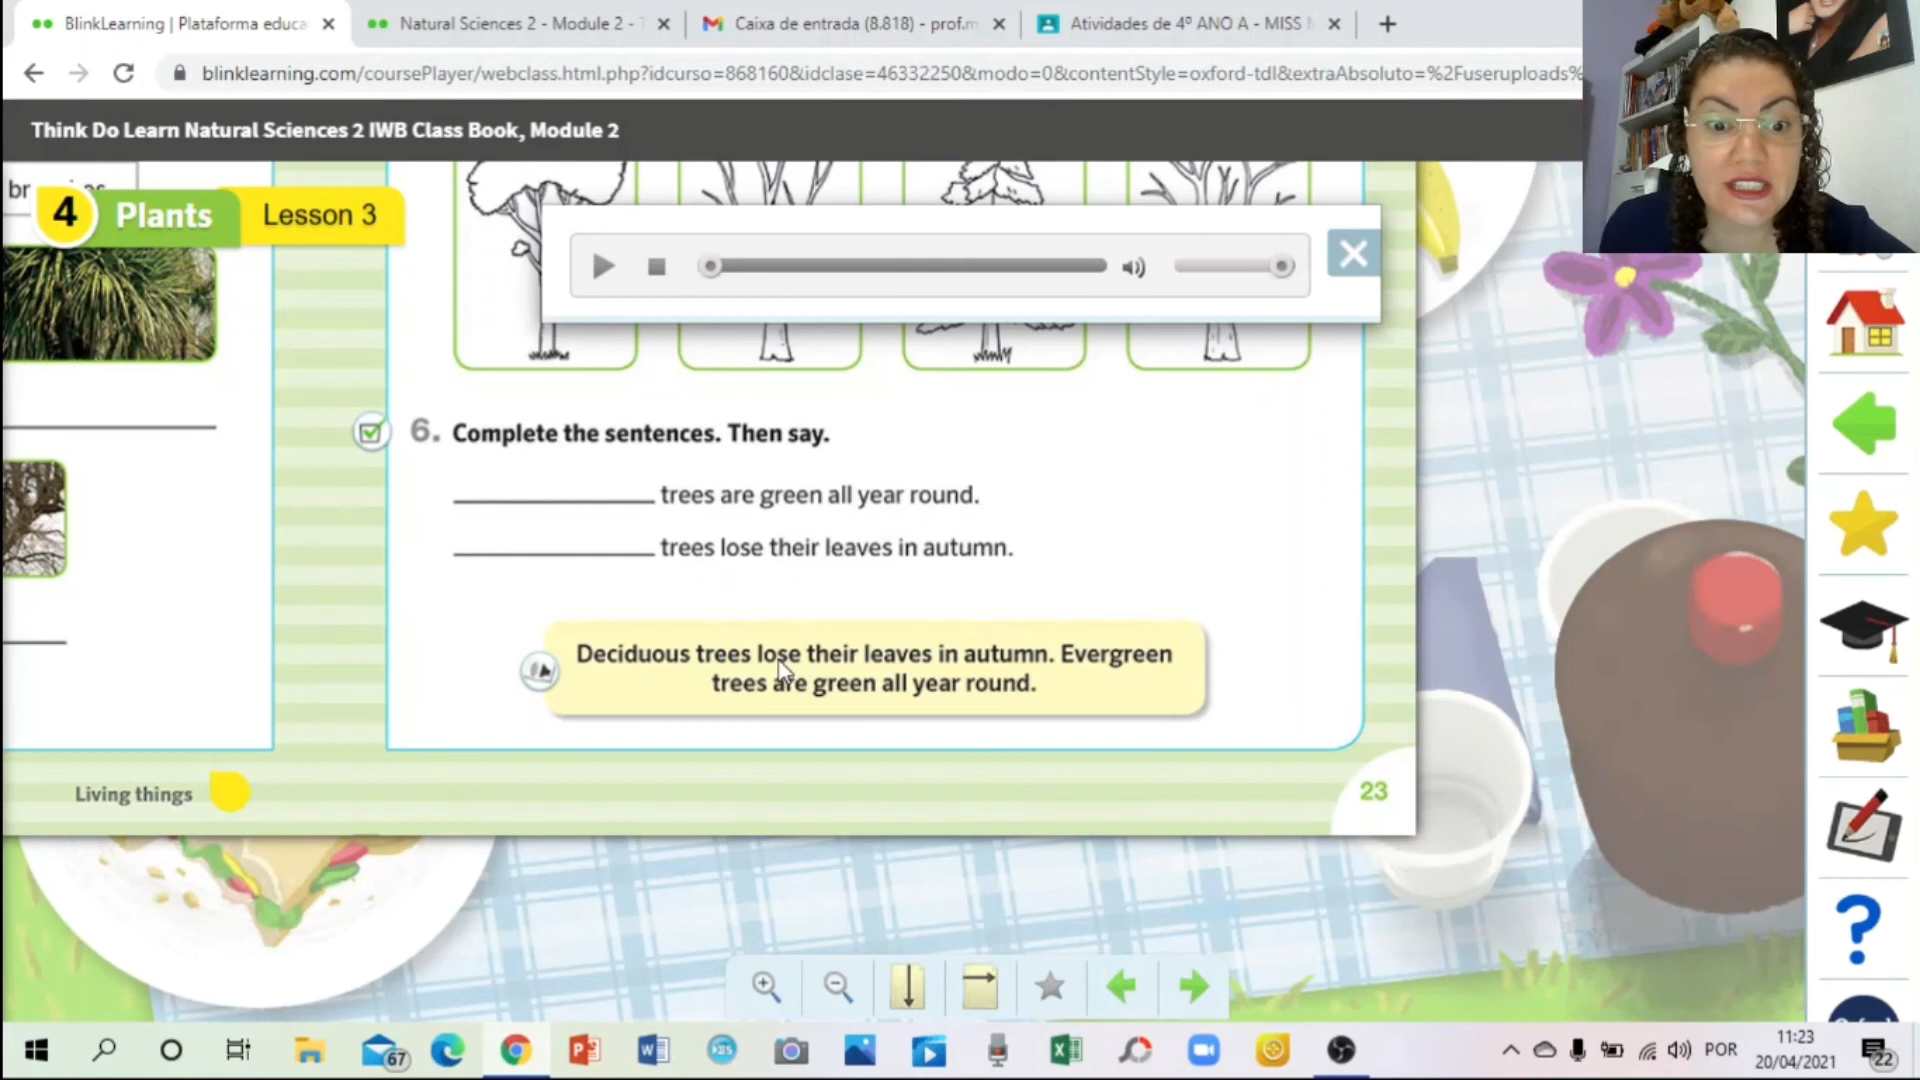 BlinkLearning | Plataforma educa
Natural Sciences 2 - Module 2 -
Caixa de entrada (8.818) - prof.m
Atividades de 4º ANO A - MISS
blinklearning.com/coursePlayer/webclass.html.php?idcurso=868160&idclase=46332250&modo=0&contentStyle=oxford-tdl&extraAbsoluto=%2Fuseruploads%
Think Do Learn Natural Sciences 2 IWB Class Book, Module 2
br
4 Plants Lesson 3
6. Complete the sentences. Then say.
trees are green all year round.
trees lose their leaves in autumn.
Deciduous trees lose their leaves in autumn. Evergreen
trees are green all year round.
Living things
23
67
POR
11:23
20/04/2021
22